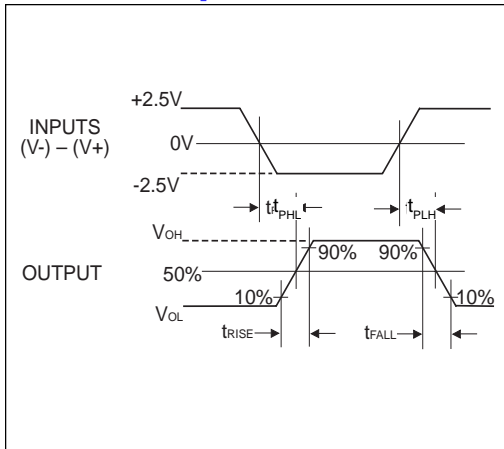 +2.5V
INPUTS
(V-) – (V+)
0V
-2.5V
tPHL
tPLH
VOH
90%
90%
OUTPUT
50%
10%
10%
VOL
tRISE
tFALL